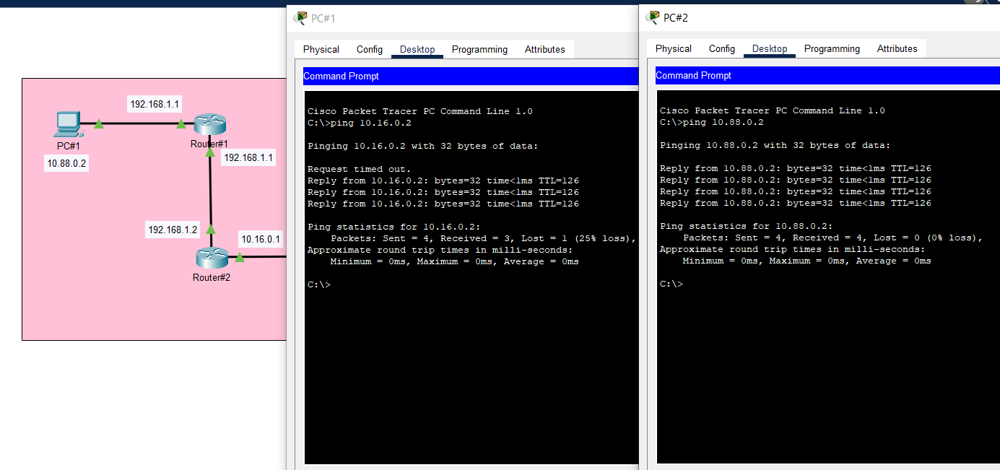 192.168.1.1
PC#1
10.88.0.2
Router#1
192.168.1.1
192.168.1.2
10.16.0.1
Router#2
PC#1
Physical Config Desktop Programming Attributes
Command Prompt
Cisco Packet Tracer PC Command Line 1.0
C:\>ping 10.16.0.2
Pinging 10.16.0.2 with 32 bytes of data:
Request timed out.
Reply from 10.16.0.2: bytes=32 time<1ms TTL=126
Reply from 10.16.0.2: bytes=32 time<1ms TTL=126
Reply from 10.16.0.2: bytes=32 time<1ms TTL=126
Ping statistics for 10.16.0.2:
Packets: Sent = 4, Received = 3, Lost = 1 (25% loss),
Approximate round trip times in milli-seconds:
Minimum = 0ms, Maximum = 0ms, Average = 0ms
C:\>
PC#2
Physical Config Desktop Programming Attributes
Command Prompt
Cisco Packet Tracer PC Command Line 1.0
C:\>ping 10.88.0.2
Pinging 10.88.0.2 with 32 bytes of data:
Reply from 10.88.0.2: bytes=32 time<1ms TTL=126
Reply from 10.88.0.2: bytes=32 time<1ms TTL=126
Reply from 10.88.0.2: bytes=32 time<1ms TTL=126
Reply from 10.88.0.2: bytes=32 time<1ms TTL=126
Ping statistics for 10.88.0.2:
Packets: Sent = 4, Received = 4, Lost = 0 (0% loss),
Approximate round trip times in milli-seconds:
Minimum = 0ms, Maximum = 0ms, Average = 0ms
C:\>